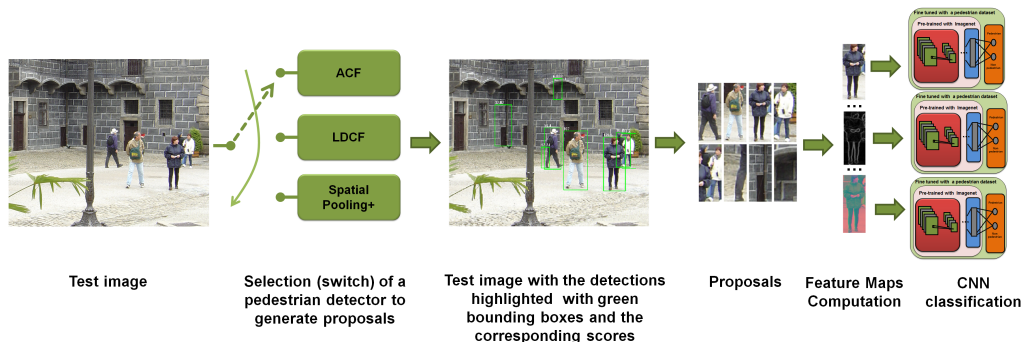 ACF
LDCF
Spatial
Pooling+
Fine tuned with a pedestrian dataset
Pre-trained with Imagenet
Fine tuned with a pedestrian dataset
Pre-trained with Imagenet
Fine tuned with a pedestrian dataset
Pre-trained with Imagenet
Test image
Selection (switch) of a
pedestrian detector to
generate proposals
Test image with the detections
highlighted with green
bounding boxes and the
corresponding scores
Proposals
Feature Maps
Computation
CNN
classification